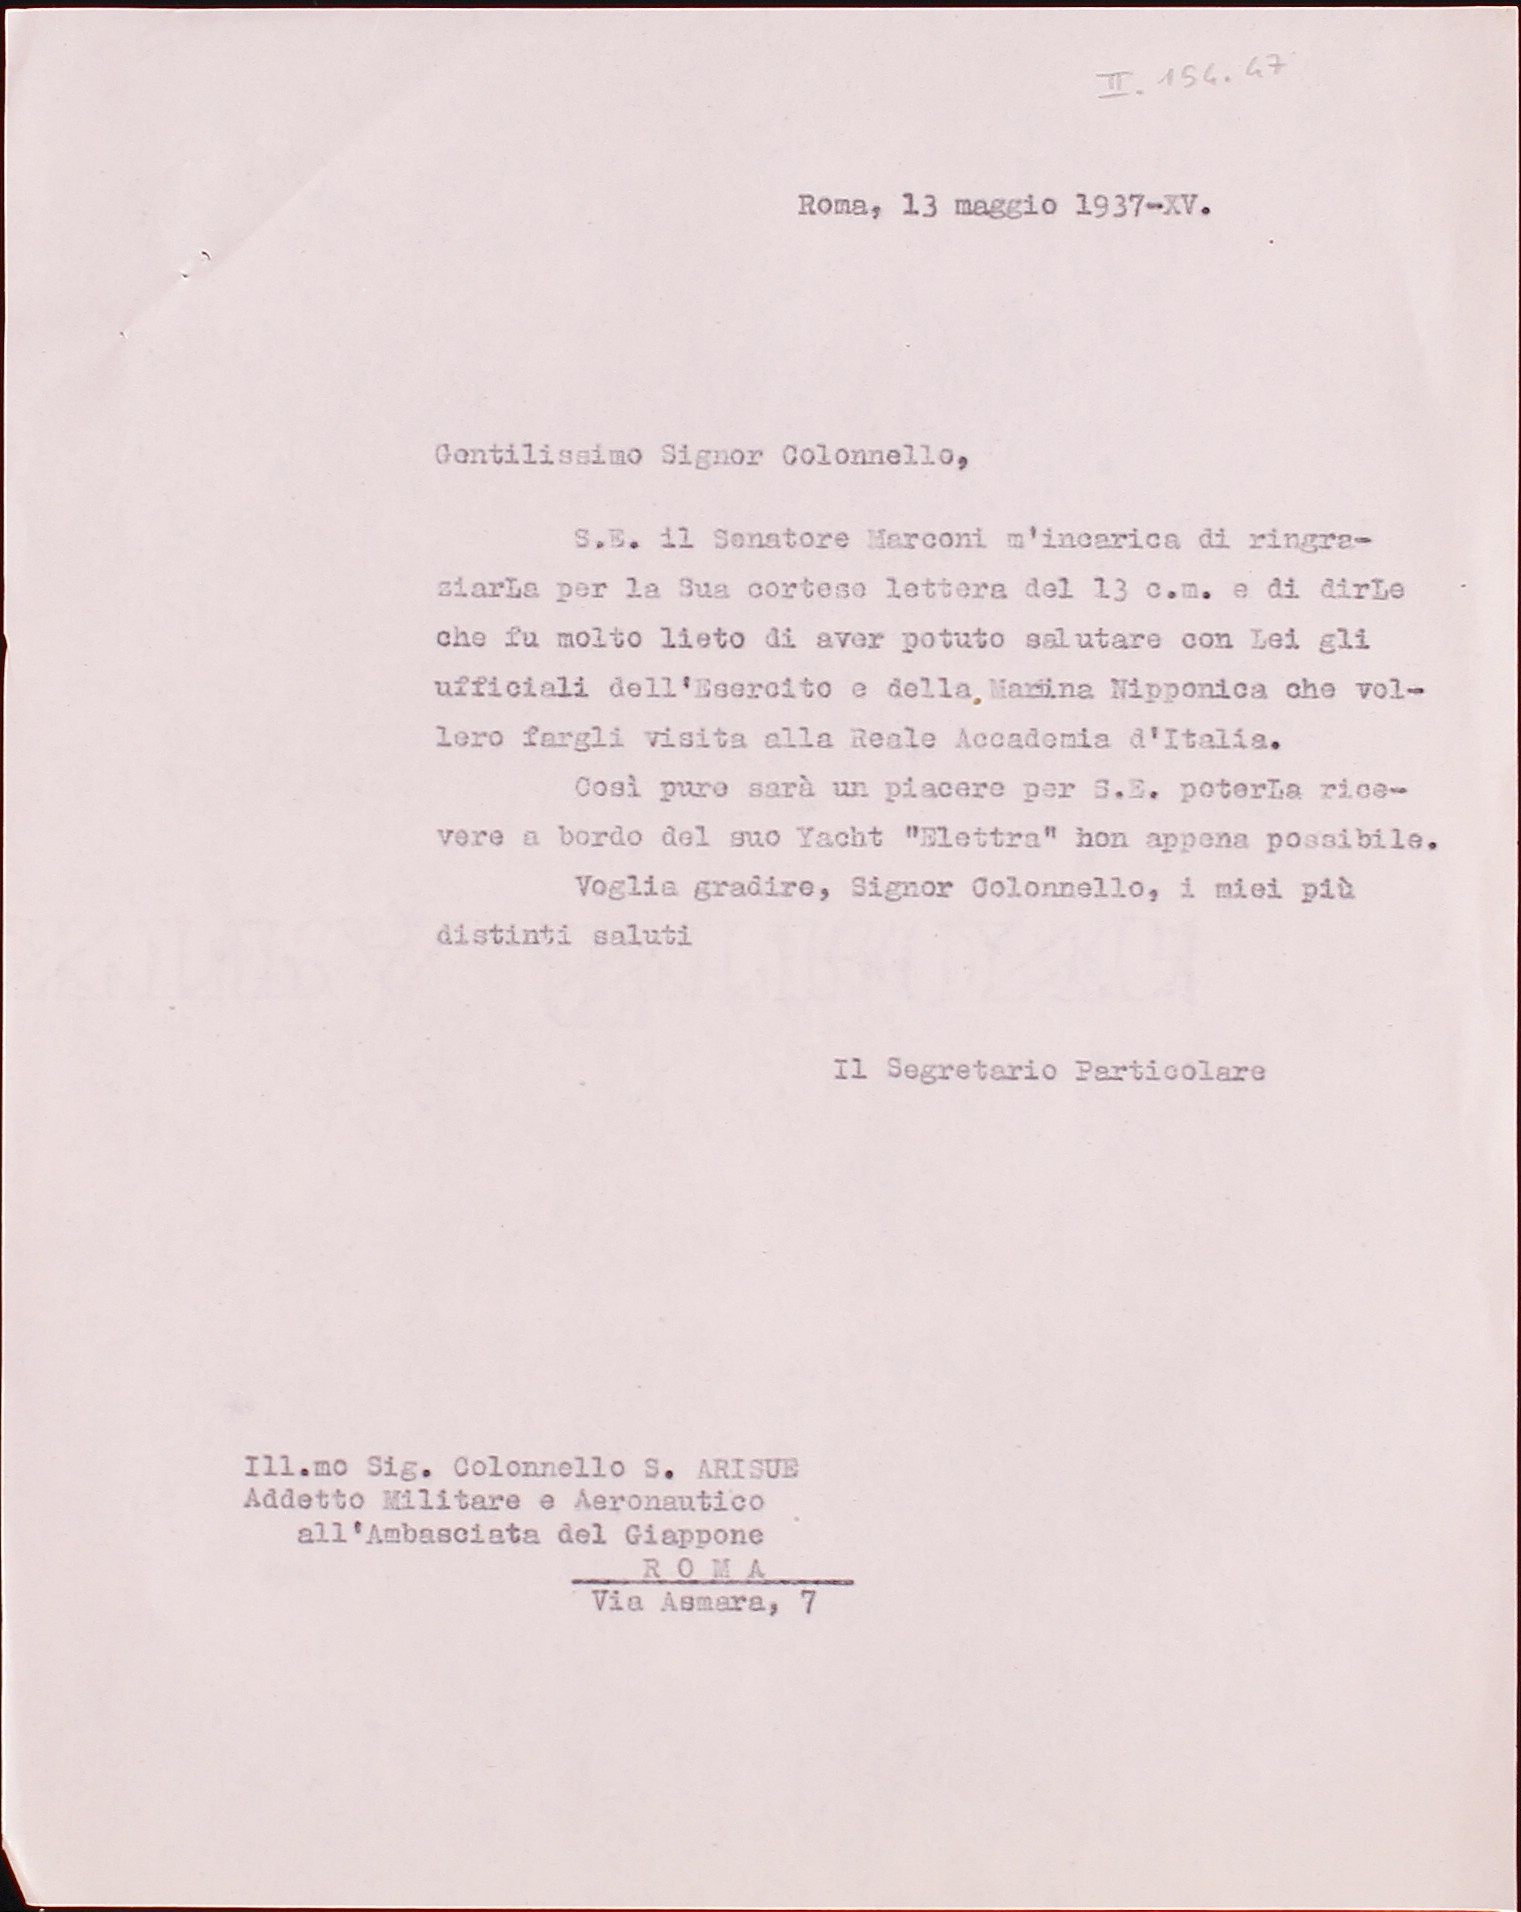 II. 154.47
Roma, 13 maggio 1937-XV.
Gentilissimo Signor Colonnello,
S.E. il Senatore Marconi m'incarica di ringra-
ziarLa per la Sua cortese lettera del 13 c.m. e di dirLe
che fu molto lieto di aver potuto salutare con Lei gli
ufficiali dell'Esercito e della Marina Nipponica che vol-
lero fargli visita alla Reale Accademia d'Italia.
Così pure sarà un piacere per S.E. poterLa rice-
vere a bordo del suo Yacht "Elettra" hon appena possibile.
Voglia gradire, Signor Colonnello, i miei più
distinti saluti
Il Segretario Particolare
Ill.mo Sig. Colonnello S. ARISUE
Addetto Militare e Aeronautico
all'Ambasciata del Giappone
R O M A
Via Asmara, 7